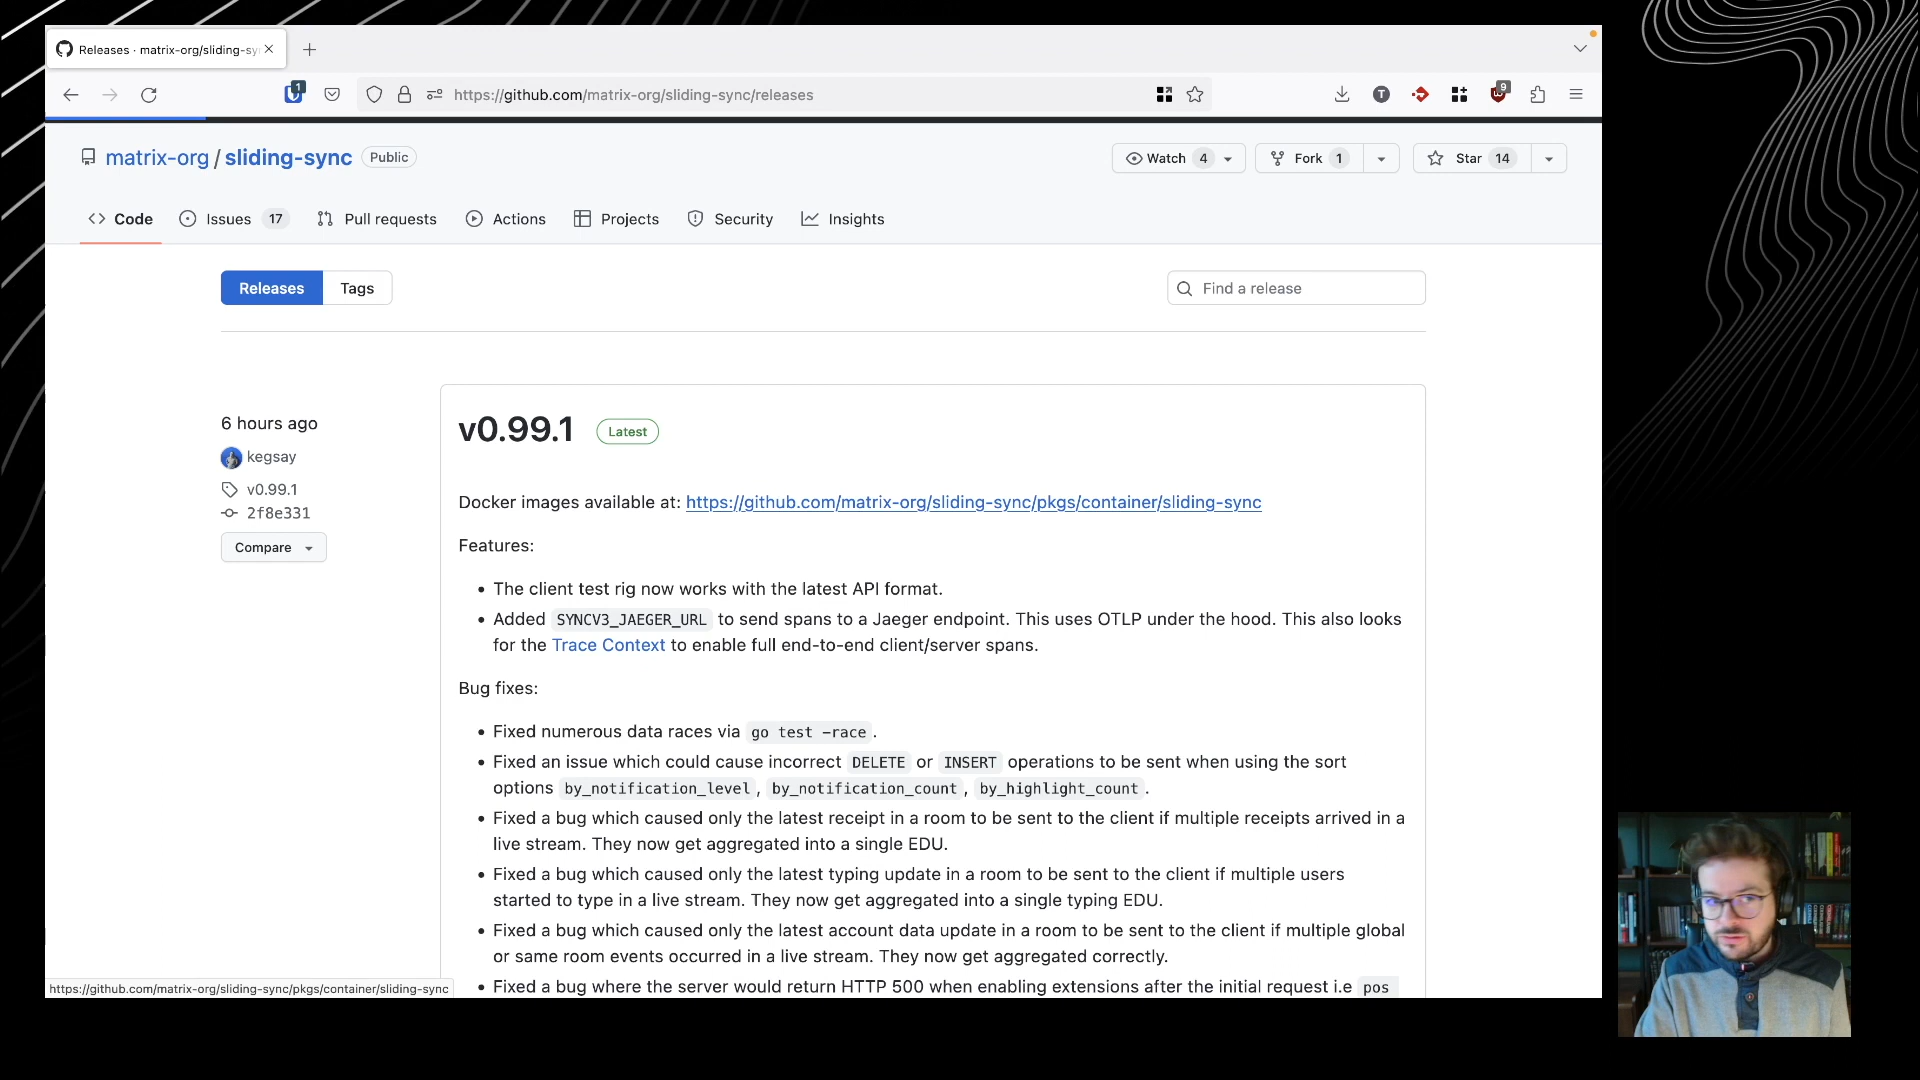 Releases · matrix-org/sliding-sy
1
https://github.com/matrix-org/sliding-sync/releases
T
9
matrix-org / sliding-sync Public
Watch 4
Fork 1
Star 14
Code
Issues 17
Pull requests
Actions
Projects
Security
Insights
Releases
Tags
Find a release
6 hours ago
kegsay
v0.99.1
2f8e331
Compare
v0.99.1 Latest
Docker images available at: https://github.com/matrix-org/sliding-sync/pkgs/container/sliding-sync
Features:
• The client test rig now works with the latest API format.
• Added SYNCV3_JAEGER_URL to send spans to a Jaeger endpoint. This uses OTLP under the hood. This also looks
for the Trace Context to enable full end-to-end client/server spans.
Bug fixes:
• Fixed numerous data races via go test -race.
• Fixed an issue which could cause incorrect DELETE or INSERT operations to be sent when using the sort
options by_notification_level, by_notification_count, by_highlight_count.
• Fixed a bug which caused only the latest receipt in a room to be sent to the client if multiple receipts arrived in a
live stream. They now get aggregated into a single EDU.
• Fixed a bug which caused only the latest typing update in a room to be sent to the client if multiple users
started to type in a live stream. They now get aggregated into a single typing EDU.
• Fixed a bug which caused only the latest account data update in a room to be sent to the client if multiple global
or same room events occurred in a live stream. They now get aggregated correctly.
• Fixed a bug where the server would return HTTP 500 when enabling extensions after the initial request i.e pos
https://github.com/matrix-org/sliding-sync/pkgs/container/sliding-sync